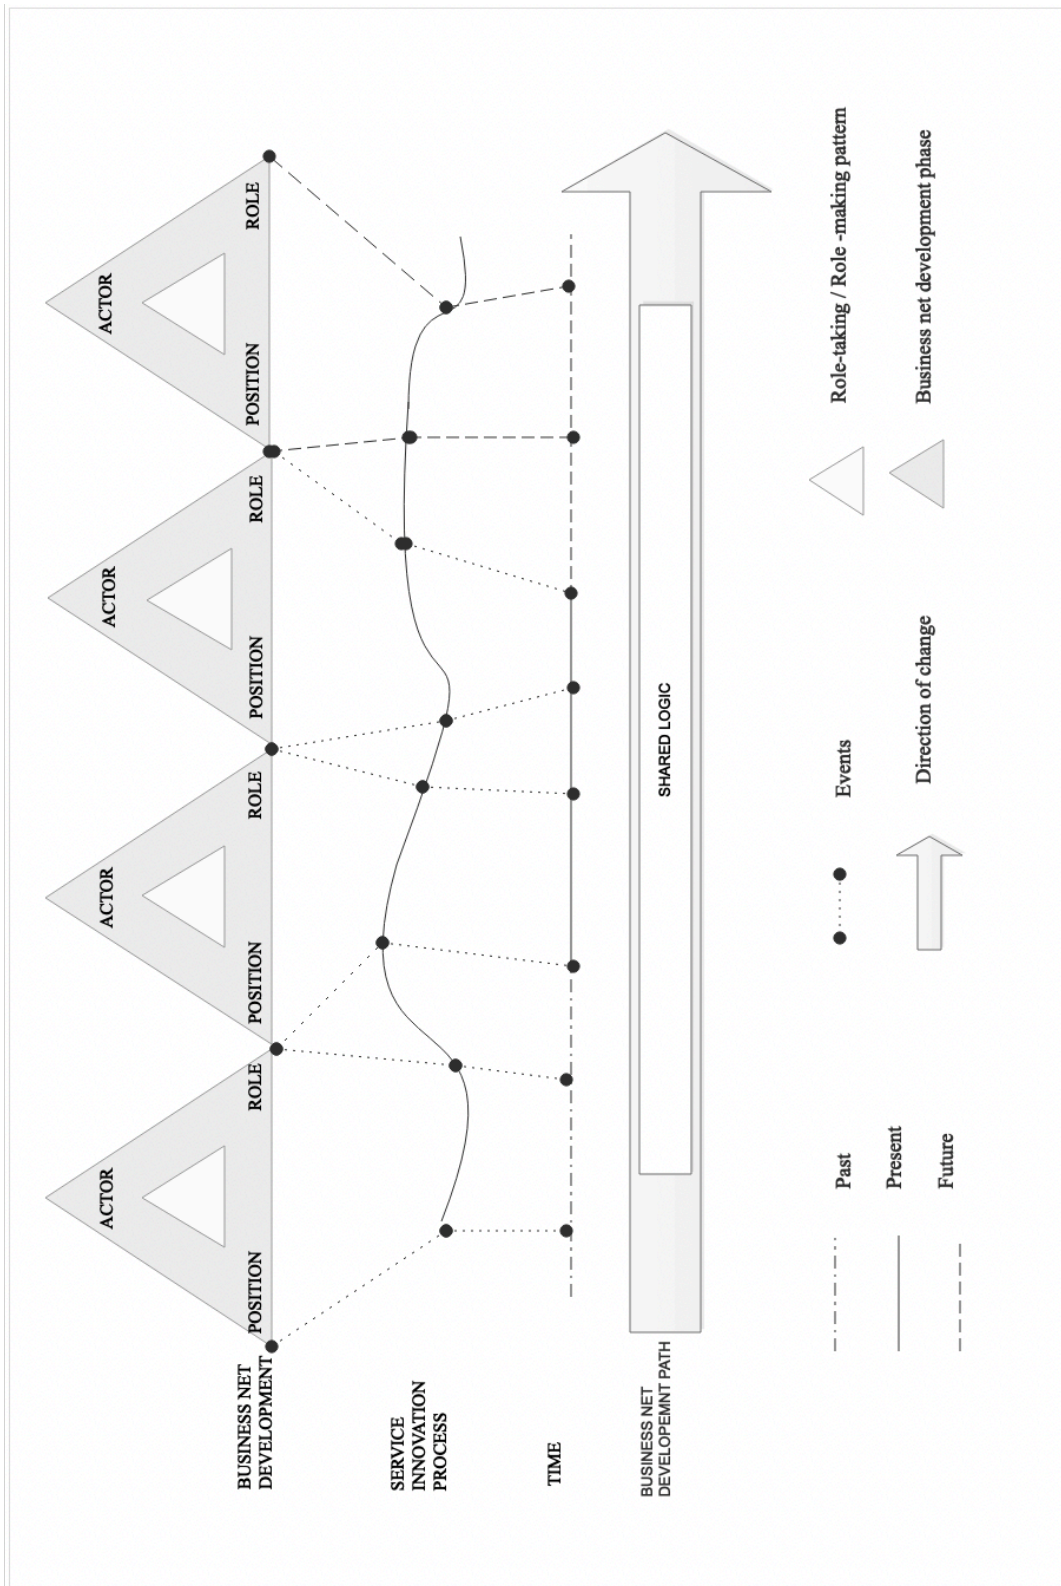 ACTOR
POSITION
ROLE
ACTOR
POSITION
ROLE
ACTOR
POSITION
ROLE
ACTOR
POSITION
ROLE
BUSINESS NET
DEVELOPMENT
SERVICE
INNOVATION
PROCESS
TIME
BUSINESS NET
DEVELOPEMNT PATH
SHARED LOGIC
Past
Present
Future
Events
Direction of change
Role-taking / Role -making pattern
Business net development phase